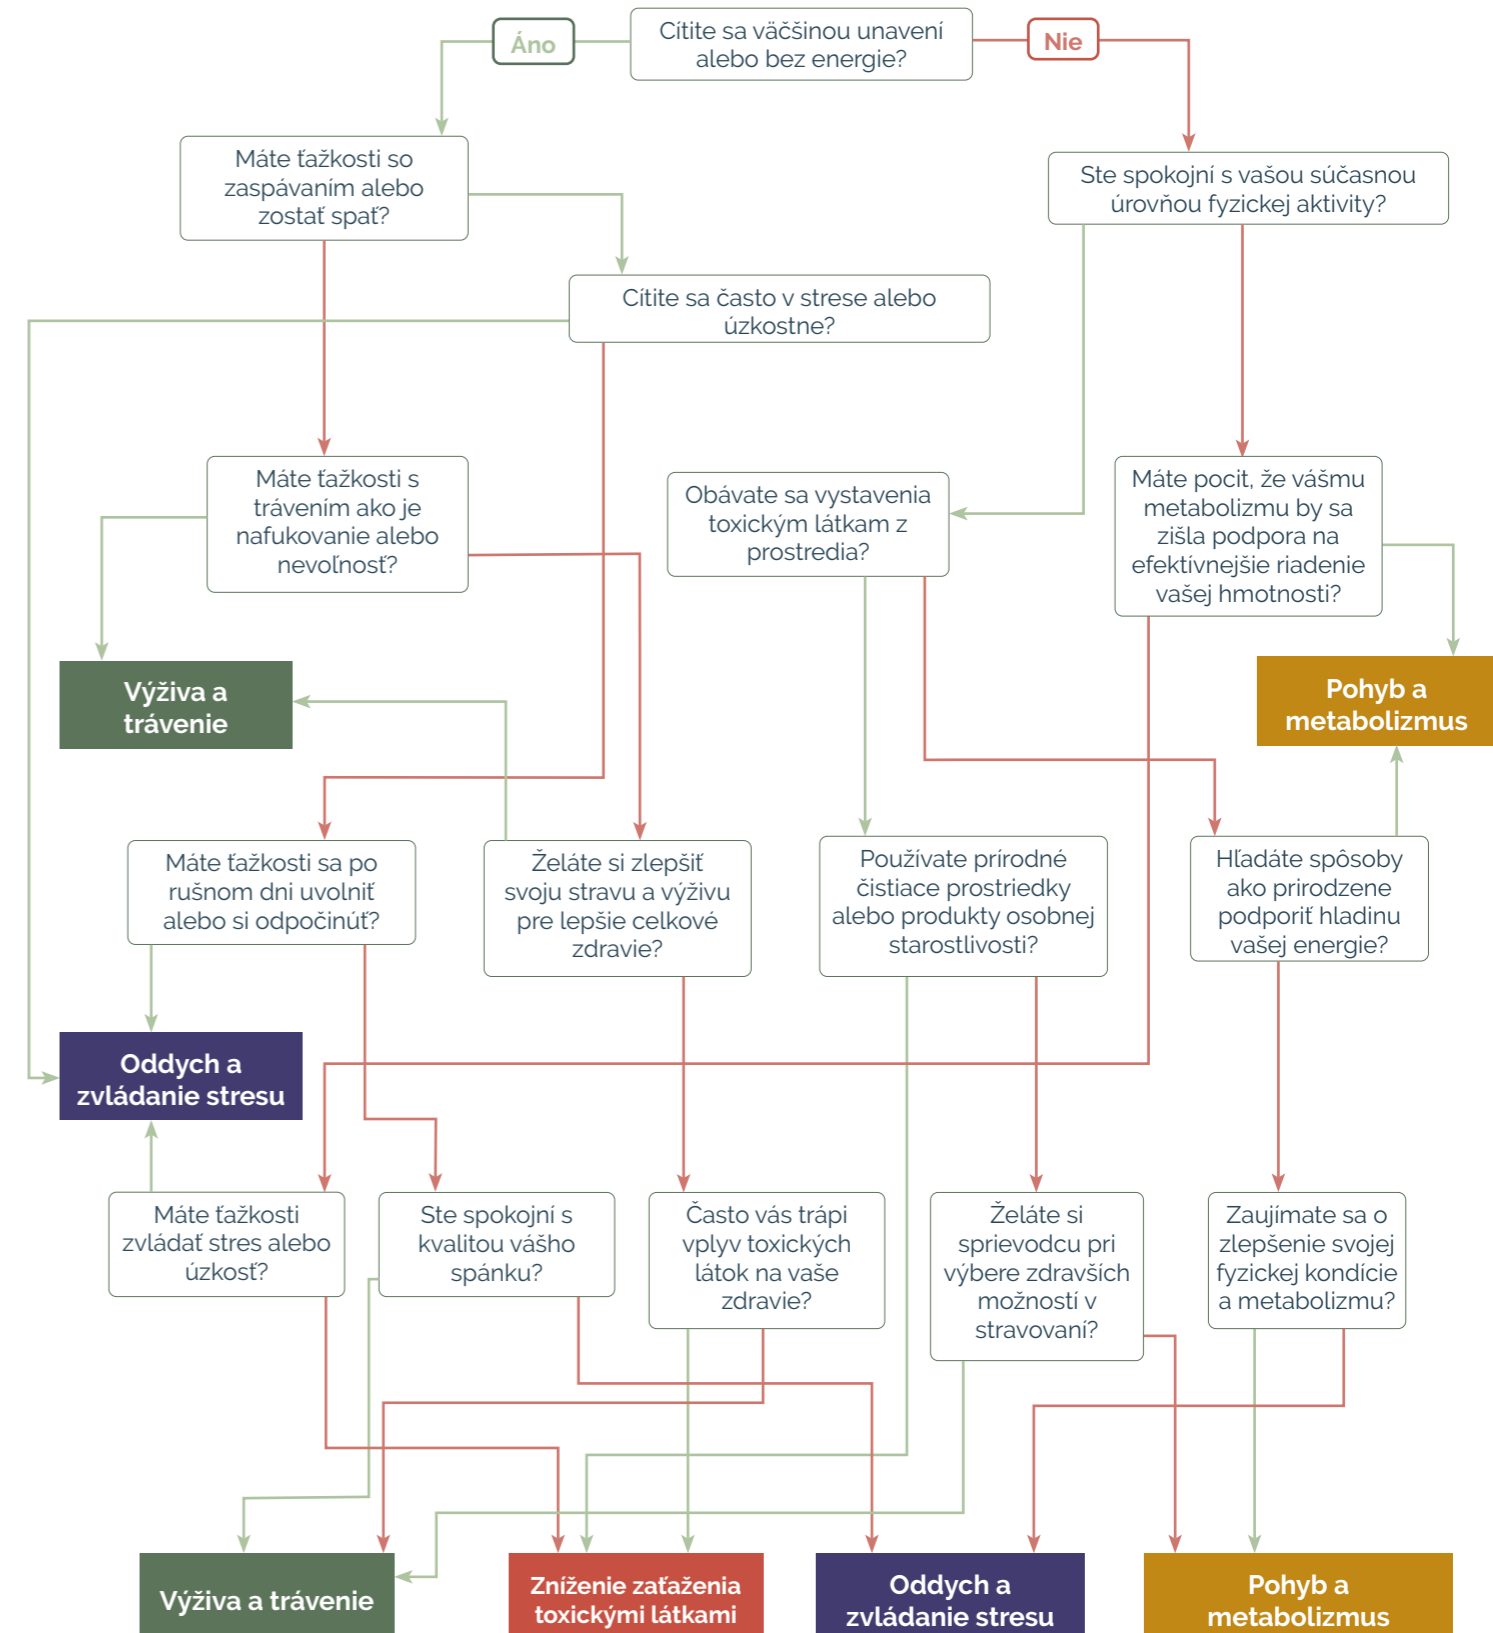 Áno
Cítite sa väčšinou unavení
alebo bez energie?
Nie
Máte ťažkosti so
zaspávaním alebo
zostať spať?
Ste spokojní s vašou súčasnou
úrovňou fyzickej aktivity?
Cítite sa často v strese alebo
úzkostne?
Máte ťažkosti s
trávením ako je
nafukovanie alebo
nevoľnosť?
Obávate sa vystavenia
toxickým látkam z
prostredia?
Máte pocit, že vášmu
metabolizmu by sa
zišla podpora na
efektívnejšie riadenie
vašej hmotnosti?
Výživa a
trávenie
Pohyb a
metabolizmus
Máte ťažkosti sa po
rušnom dni uvolniť
alebo si odpočinúť?
Želáte si zlepšiť
svoju stravu a výživu
pre lepšie celkové
zdravie?
Používate prírodné
čistiace prostriedky
alebo produkty osobnej
starostlivosti?
Hľadáte spôsoby
ako prirodzene
podporiť hladinu
vašej energie?
Oddych a
zvládanie stresu
Máte ťažkosti
zvládať stres alebo
úzkosť?
Ste spokojní s
kvalitou vášho
spánku?
Často vás trápi
vplyv toxických
látok na vaše
zdravie?
Želáte si
sprievodcu pri
výbere zdravších
možností v
stravovaní?
Zaujímate sa o
zlepšenie svojej
fyzickej kondície
a metabolizmu?
Výživa a trávenie
Zníženie zaťaženia
toxickými látkami
Oddych a
zvládanie stresu
Pohyb a
metabolizmus